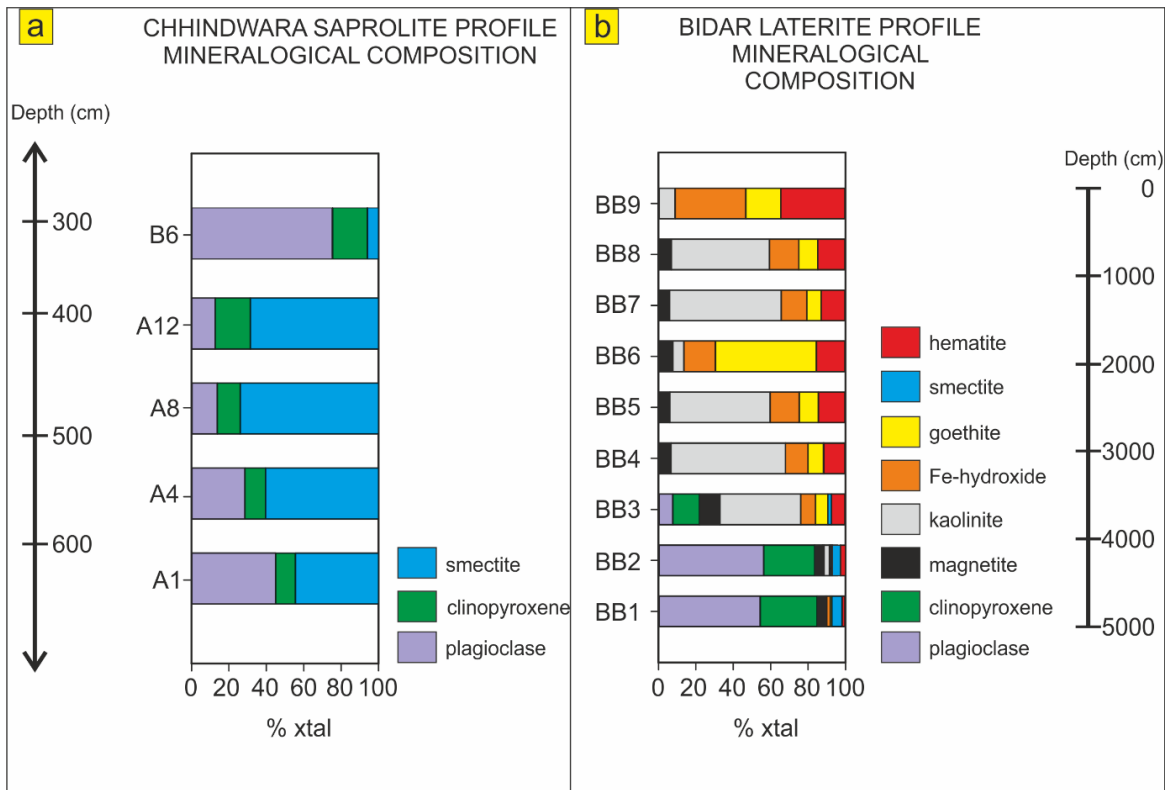 a
CHHINDWARA SAPROLITE PROFILE
MINERALOGICAL COMPOSITION
Depth (cm)
300
400
500
600
B6
A12
A8
A4
A1
smectite
clinopyroxene
plagioclase
0 20 40 60 80 100
% xtal
b
BIDAR LATERITE PROFILE
MINERALOGICAL
COMPOSITION
BB9
BB8
BB7
BB6
BB5
BB4
BB3
BB2
BB1
0 20 40 60 80 100
% xtal
hematite
smectite
goethite
Fe-hydroxide
kaolinite
magnetite
clinopyroxene
plagioclase
Depth (cm)
0
1000
2000
3000
4000
5000